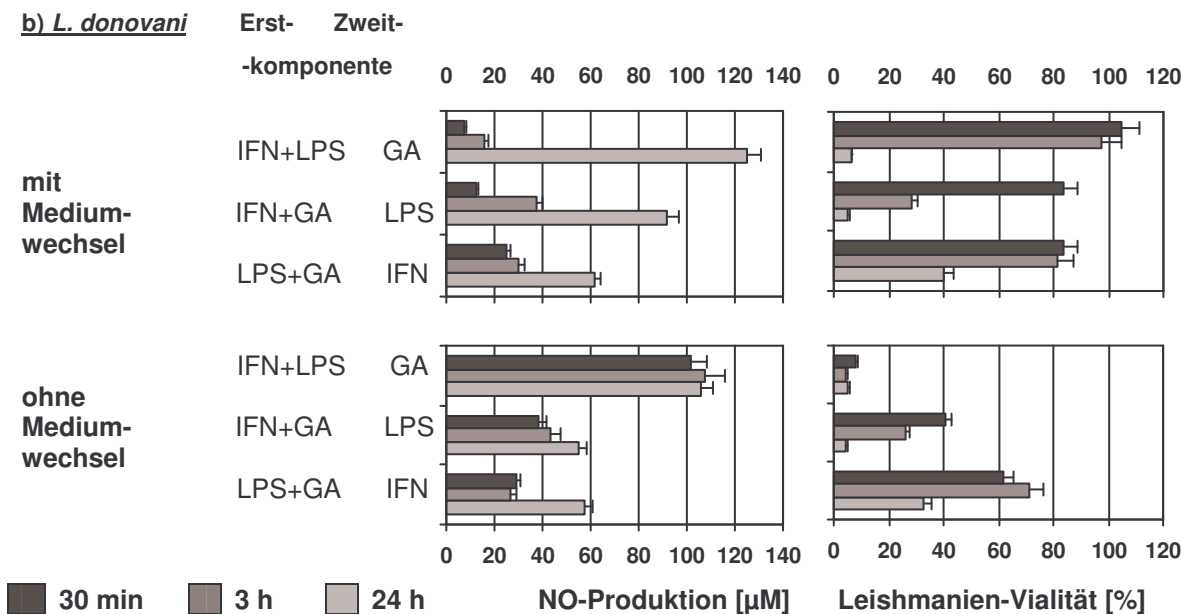 b) L. donovani Erst- Zweit-
-komponente
0 20 40 60 80 100 120 140
0 20 40 60 80 100 120
mit
Medium-
wechsel
IFN+LPS GA
IFN+GA LPS
LPS+GA IFN
ohne
Medium-
wechsel
IFN+LPS GA
IFN+GA LPS
LPS+GA IFN
0 20 40 60 80 100 120 140
0 20 40 60 80 100 120
30 min 3 h 24 h NO-Produktion [µM] Leishmanien-Vialität [%]